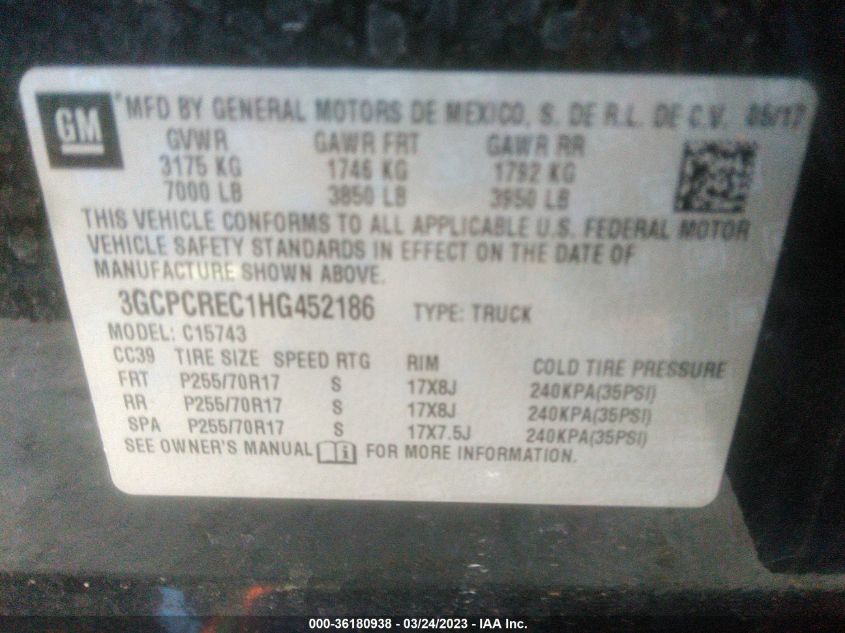 GM
MFD BY GENERAL MOTORS DE MEXICO, S. DE R.L. DE C.V. 05/17
GVWR GAWR FRT GAWR RR
3175 KG 1746 KG 1792 KG
7000 LB 3850 LB 3950 LB
THIS VEHICLE CONFORMS TO ALL APPLICABLE U.S. FEDERAL MOTOR
VEHICLE SAFETY STANDARDS IN EFFECT ON THE DATE OF
MANUFACTURE SHOWN ABOVE.
3GCPCREC1HG452186 TYPE: TRUCK
MODEL: C15743
CC39 TIRE SIZE SPEED RTG RIM COLD TIRE PRESSURE
FRT P255/70R17 S 17X8J 240KPA(35PSI)
RR P255/70R17 S 17X8J 240KPA(35PSI)
SPA P255/70R17 S 17X7.5J 240KPA(35PSI)
SEE OWNER'S MANUAL i FOR MORE INFORMATION.
000-36180938 - 03/24/2023 - IAA Inc.